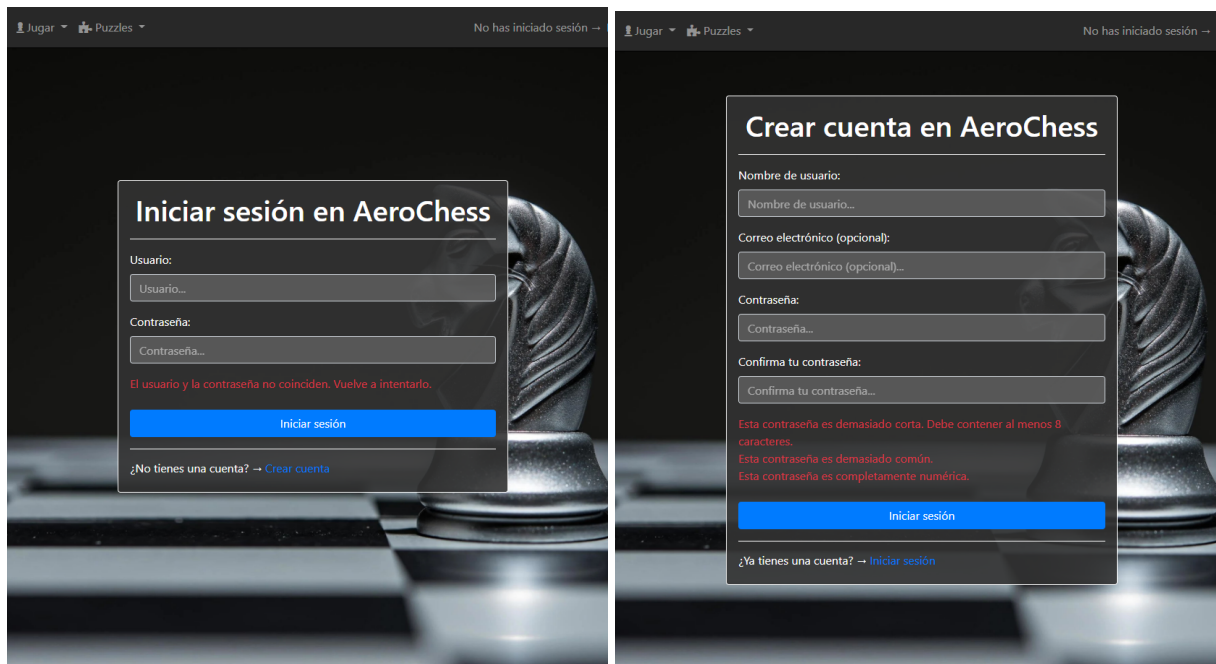 Jugar Puzzles No has iniciado sesión →
Iniciar sesión en AeroChess
Usuario:
Usuario...
Contraseña:
Contraseña...
El usuario y la contraseña no coinciden. Vuelve a intentarlo.
Iniciar sesión
¿No tienes una cuenta? → Crear cuenta
Jugar Puzzles No has iniciado sesión →
Crear cuenta en AeroChess
Nombre de usuario:
Nombre de usuario...
Correo electrónico (opcional):
Correo electrónico (opcional)...
Contraseña:
Contraseña...
Confirma tu contraseña:
Confirma tu contraseña...
Esta contraseña es demasiado corta. Debe contener al menos 8
caracteres.
Esta contraseña es demasiado común.
Esta contraseña es completamente numérica.
Iniciar sesión
¿Ya tienes una cuenta? → Iniciar sesión